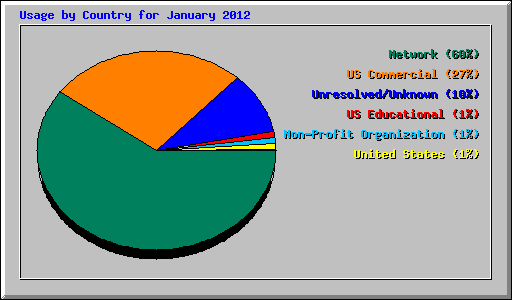 Usage by Country for January 2012
Network (60%)
US Commercial (27%)
Unresolved/Unknown (10%)
US Educational (1%)
Non-Profit Organization (1%)
United States (1%)